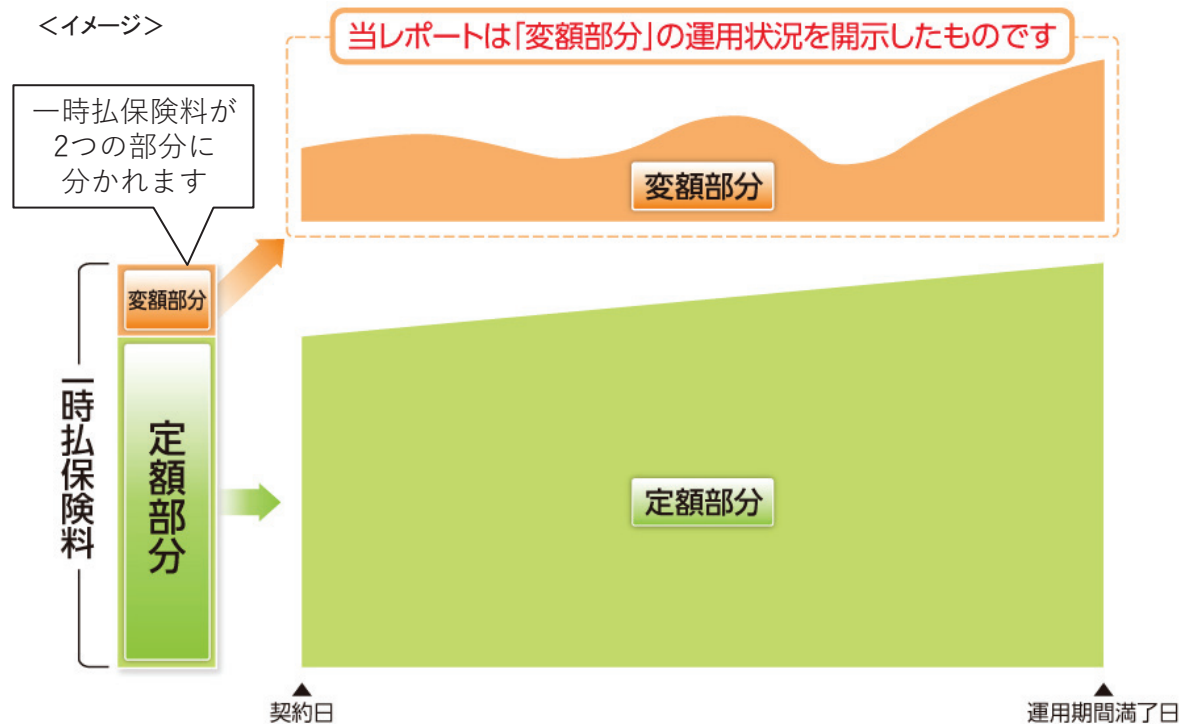 ＜イメージ＞
当レポートは「変額部分」の運用状況を開示したものです
一時払保険料が
2つの部分に
分かれます
変額部分
変額部分
一時払保険料
定額部分
定額部分
▲
契約日
▲
運用期間満了日